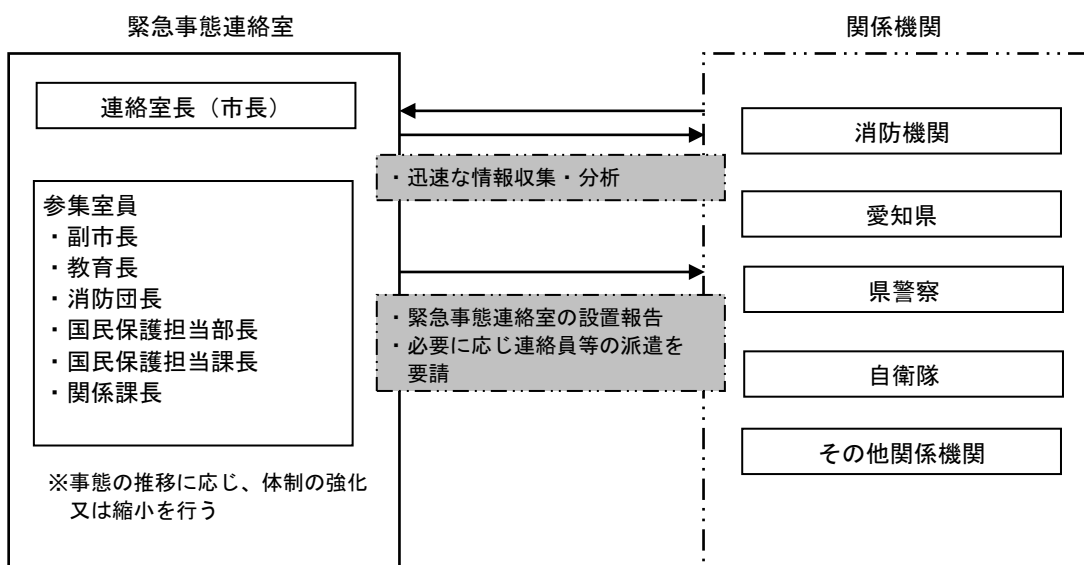 緊急事態連絡室
関係機関
連絡室長（市長）
参集室員
・副市長
・教育長
・消防団長
・国民保護担当部長
・国民保護担当課長
・関係課長
※事態の推移に応じ、体制の強化
又は縮小を行う
・迅速な情報収集・分析
・緊急事態連絡室の設置報告
・必要に応じ連絡員等の派遣を
要請
消防機関
愛知県
県警察
自衛隊
その他関係機関